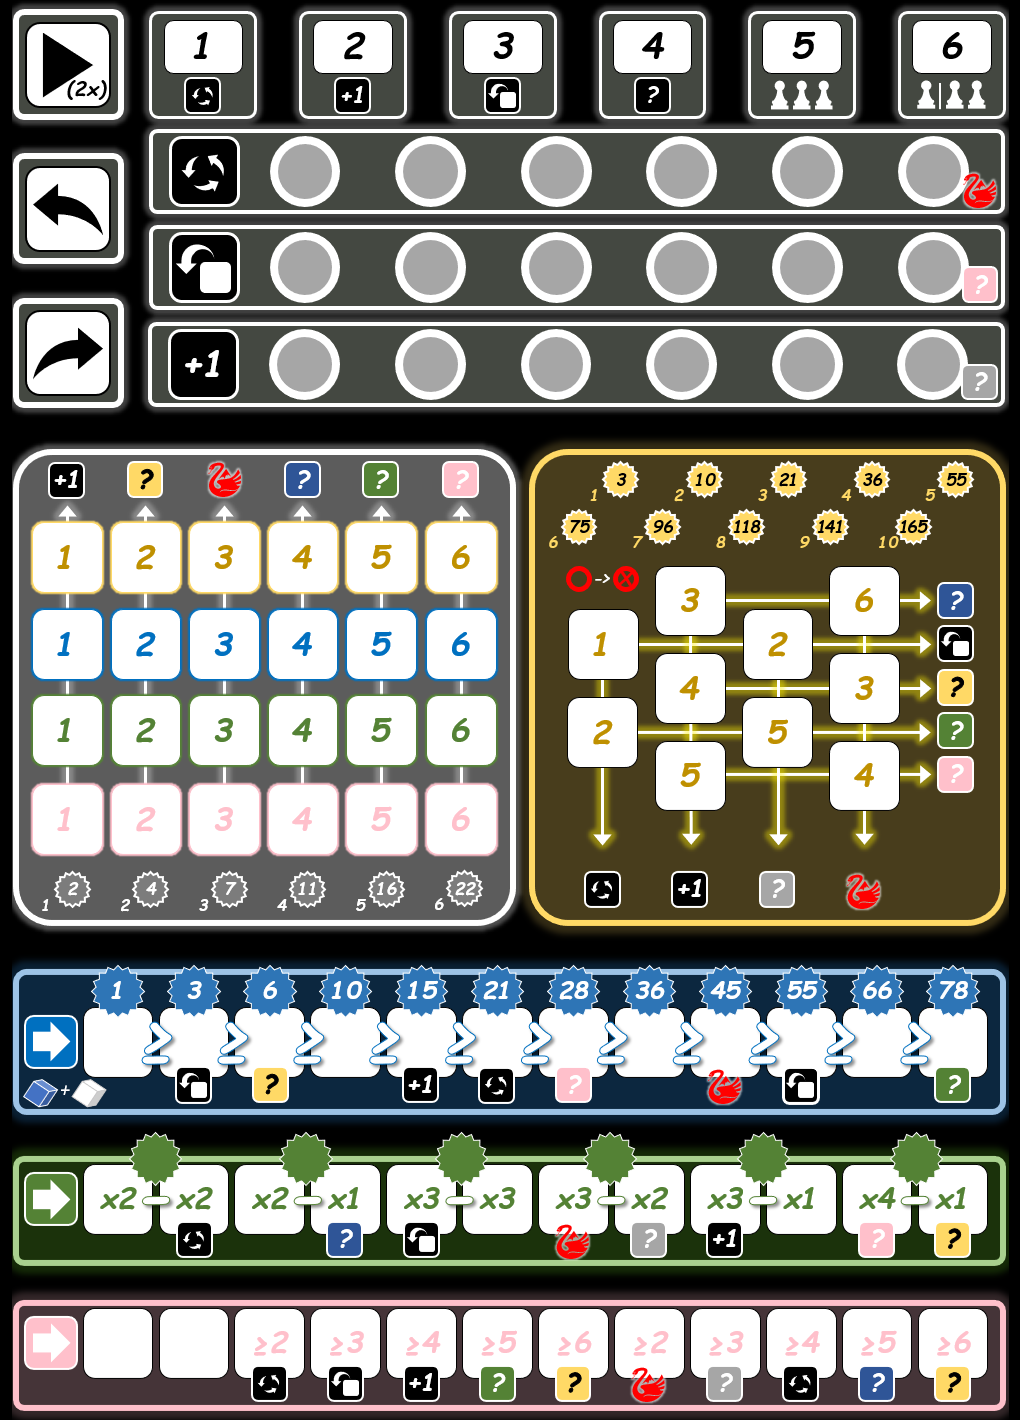 (2x) 1 2 3 4 5 6
+1 ?
?
+1 ?
+1 ? ? ? ?
1 2 3 4 5 6
1 2 3 4 5 6
1 2 3 4 5 6
1 2 3 4 5 6
1 2 2 4 3 7 4 11 5 16 6 22
1 3 2 10 3 21 4 36 5 55
6 75 7 96 8 118 9 141 10 165
-> X
3 6 ?
1 2
4 3 ?
2 5 ?
5 4 ?
+1 ?
1 3 6 10 15 21 28 36 45 55 66 78
≥ ≥ ≥ ≥ ≥ ≥ ≥ ≥ ≥ ≥ ≥
+ ? +1 ? ?
x2 - x2 x2 - x1 x3 - x3 x3 - x2 x3 - x1 x4 - x1
? ? +1 ? ?
≥2 ≥3 ≥4 ≥5 ≥6 ≥2 ≥3 ≥4 ≥5 ≥6
+1 ? ? ? ? ?